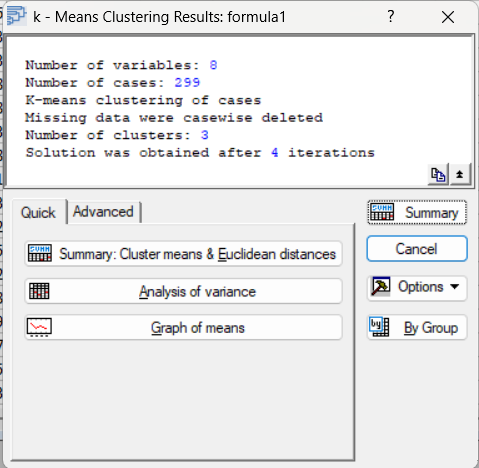 k - Means Clustering Results: formula1
?
Number of variables: 8
Number of cases: 299
K-means clustering of cases
Missing data were casewise deleted
Number of clusters: 3
Solution was obtained after 4 iterations
Quick
Advanced
Summary: Cluster means & Euclidean distances
Analysis of variance
Graph of means
Summary
Cancel
Options
By Group